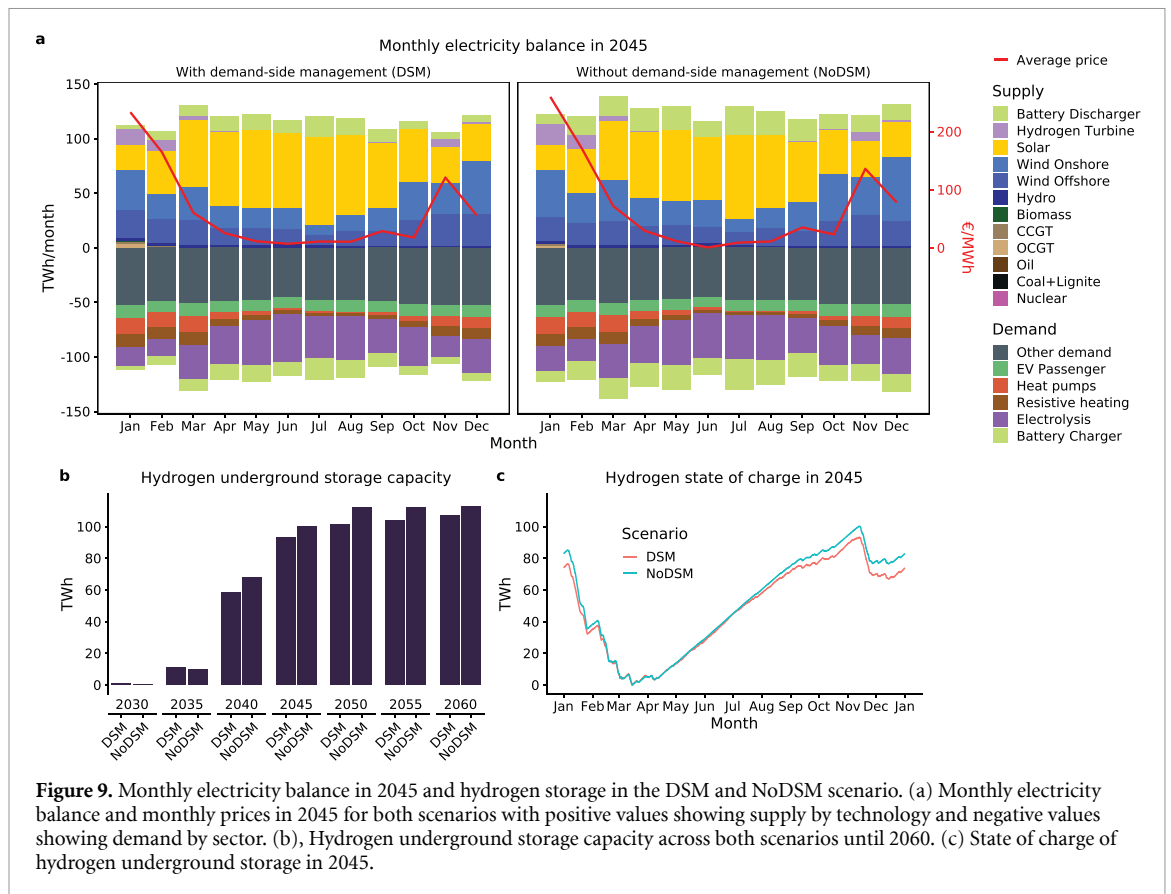 a
Monthly electricity balance in 2045
With demand-side management (DSM)
Without demand-side management (NoDSM)
150
100
50
0
-50
-100
-150
TWh/month
200
100
0
€/MWh
Jan Feb Mar Apr May Jun Jul Aug Sep Oct Nov Dec
Jan Feb Mar Apr May Jun Jul Aug Sep Oct Nov Dec
Month
Average price
Supply
Battery Discharger
Hydrogen Turbine
Solar
Wind Onshore
Wind Offshore
Hydro
Biomass
CCGT
OCGT
Oil
Coal+Lignite
Nuclear
Demand
Other demand
EV Passenger
Heat pumps
Resistive heating
Electrolysis
Battery Charger
b
Hydrogen underground storage capacity
100
80
60
40
20
0
TWh
2030 2035 2040 2045 2050 2055 2060
DSM NoDSM DSM NoDSM DSM NoDSM DSM NoDSM DSM NoDSM DSM NoDSM DSM NoDSM
c
Hydrogen state of charge in 2045
Scenario
DSM
NoDSM
100
80
60
40
20
0
TWh
Jan Feb Mar Apr May Jun Jul Aug Sep Oct Nov Dec Jan
Month
Figure 9. Monthly electricity balance in 2045 and hydrogen storage in the DSM and NoDSM scenario. (a) Monthly electricity
balance and monthly prices in 2045 for both scenarios with positive values showing supply by technology and negative values
showing demand by sector. (b), Hydrogen underground storage capacity across both scenarios until 2060. (c) State of charge of
hydrogen underground storage in 2045.